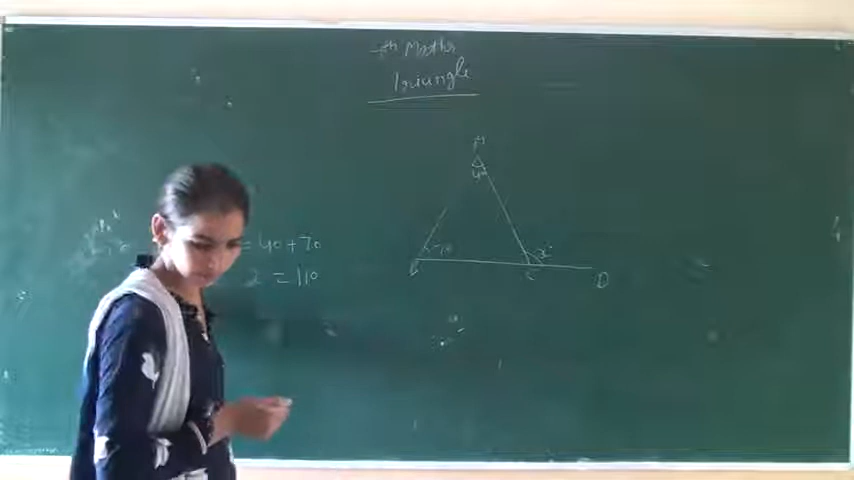 7th Maths
Triangle
A
40
70
x°
B
C
D
= 40+70
x = 110